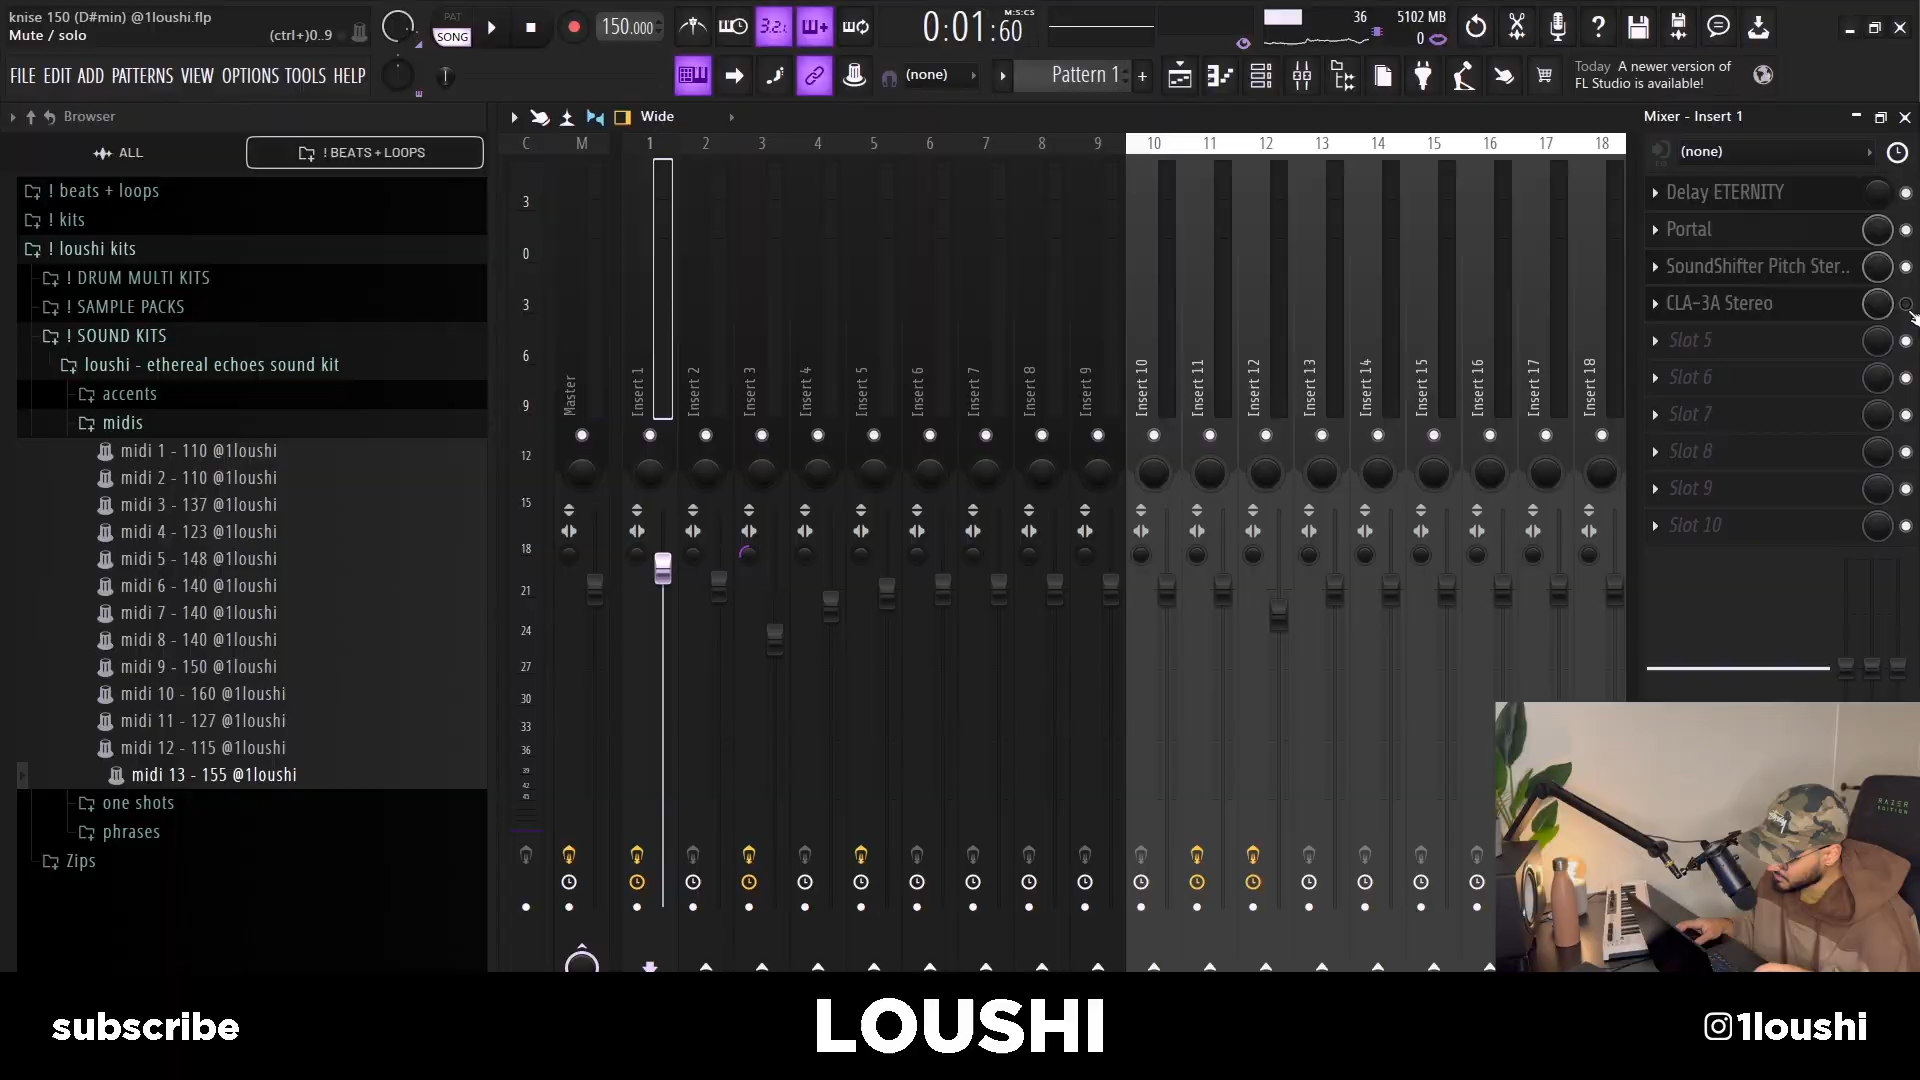 knise 150 (D#min) @1loushi.flp
Mute / solo
(ctrl+)0..9
PAT
SONG
150.000
3.2.
0:01:60
M:S:CS
36
5102 MB
0
FILE EDIT ADD PATTERNS VIEW OPTIONS TOOLS HELP
(none)
Pattern 1
Today A newer version of
FL Studio is available!
Browser
ALL
! BEATS + LOOPS
! beats + loops
! kits
! loushi kits
! DRUM MULTI KITS
! SAMPLE PACKS
! SOUND KITS
loushi - ethereal echoes sound kit
accents
midis
midi 1 - 110 @1loushi
midi 2 - 110 @1loushi
midi 3 - 137 @1loushi
midi 4 - 123 @1loushi
midi 5 - 148 @1loushi
midi 6 - 140 @1loushi
midi 7 - 140 @1loushi
midi 8 - 140 @1loushi
midi 9 - 150 @1loushi
midi 10 - 160 @1loushi
midi 11 - 127 @1loushi
midi 12 - 115 @1loushi
midi 13 - 155 @1loushi
one shots
phrases
Zips
Wide
C M 1 2 3 4 5 6 7 8 9 10 11 12 13 14 15 16 17 18
3
0
3
6
9
12
15
18
21
24
27
30
33
36
39
42
45
Master
Insert 1
Insert 2
Insert 3
Insert 4
Insert 5
Insert 6
Insert 7
Insert 8
Insert 9
Insert 10
Insert 11
Insert 12
Insert 13
Insert 14
Insert 15
Insert 16
Insert 17
Insert 18
Mixer - Insert 1
(none)
Delay ETERNITY
Portal
SoundShifter Pitch Ster..
CLA-3A Stereo
Slot 5
Slot 6
Slot 7
Slot 8
Slot 9
Slot 10
RAZER
EDITION
subscribe
LOUSHI
1loushi